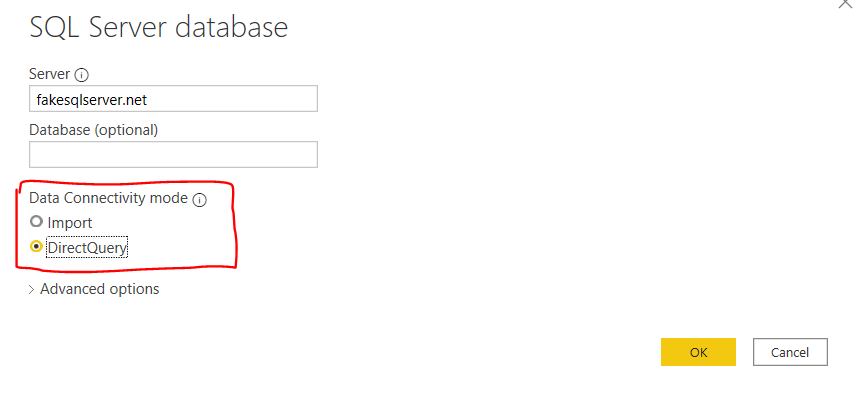 SQL Server database
Server
fakesqlserver.net
Database (optional)
Data Connectivity mode
Import
DirectQuery
Advanced options
OK Cancel